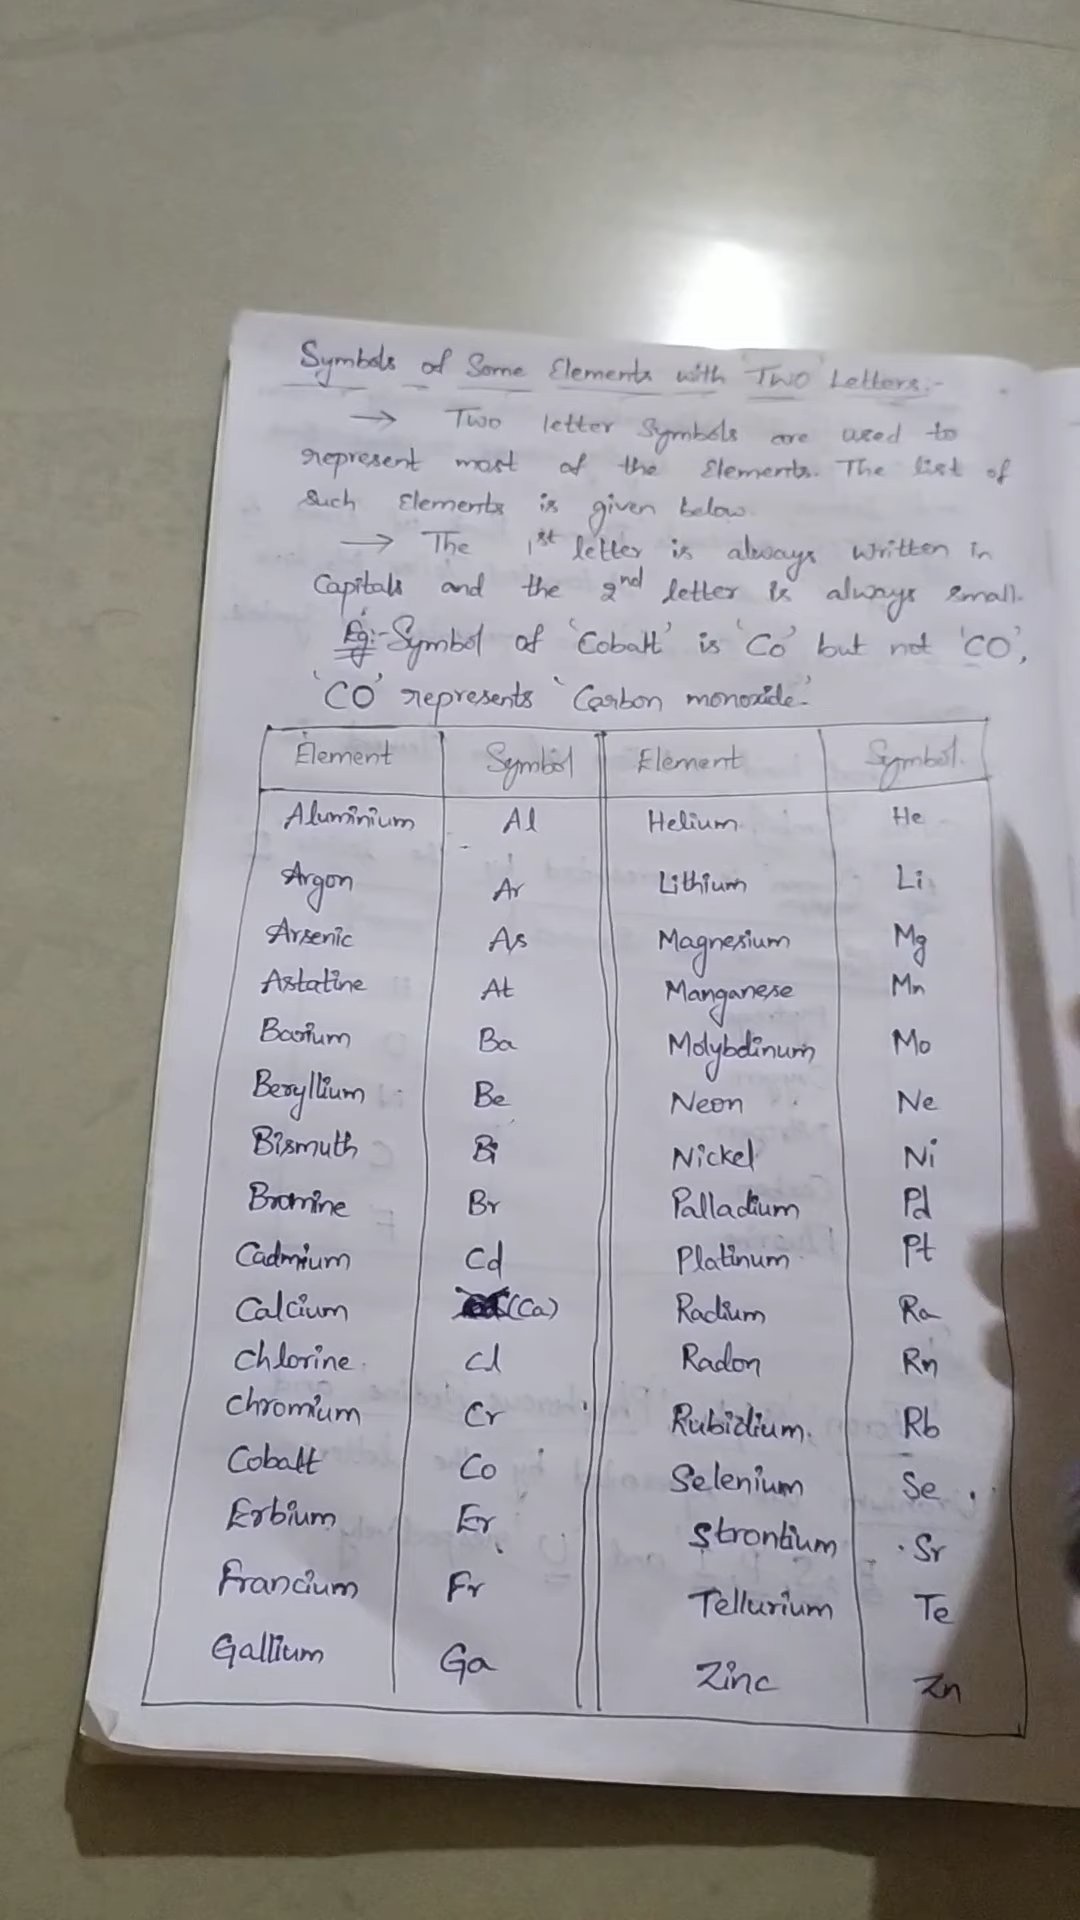 Symbols of Some Elements with 'TWO' Letters:-
→ Two letter Symbols are used to
represent most of the Elements. The list of
such Elements is given below.
→ The 1st letter is always written in
Capitals and the 2nd letter is always small.
Eg:- Symbol of 'Cobalt' is 'Co' but not 'CO',
'CO' represents 'Carbon monoxide.'
Element Symbol Element Symbol.
Aluminium Al Helium He
Argon Ar Lithium Li
Arsenic As Magnesium Mg
Astatine At Manganese Mn
Barium Ba Molybdinum Mo
Beryllium Be Neon Ne
Bismuth Bi Nickel Ni
Bromine Br Palladium Pd
Cadmium Cd Platinum Pt
Calcium (Ca) Radium Ra
Chlorine Cl Radon Rn
Chromium Cr Rubidium. Rb
Cobalt Co Selenium Se
Erbium Er Strontium Sr
Francium Fr Tellurium Te
Gallium Ga Zinc Zn